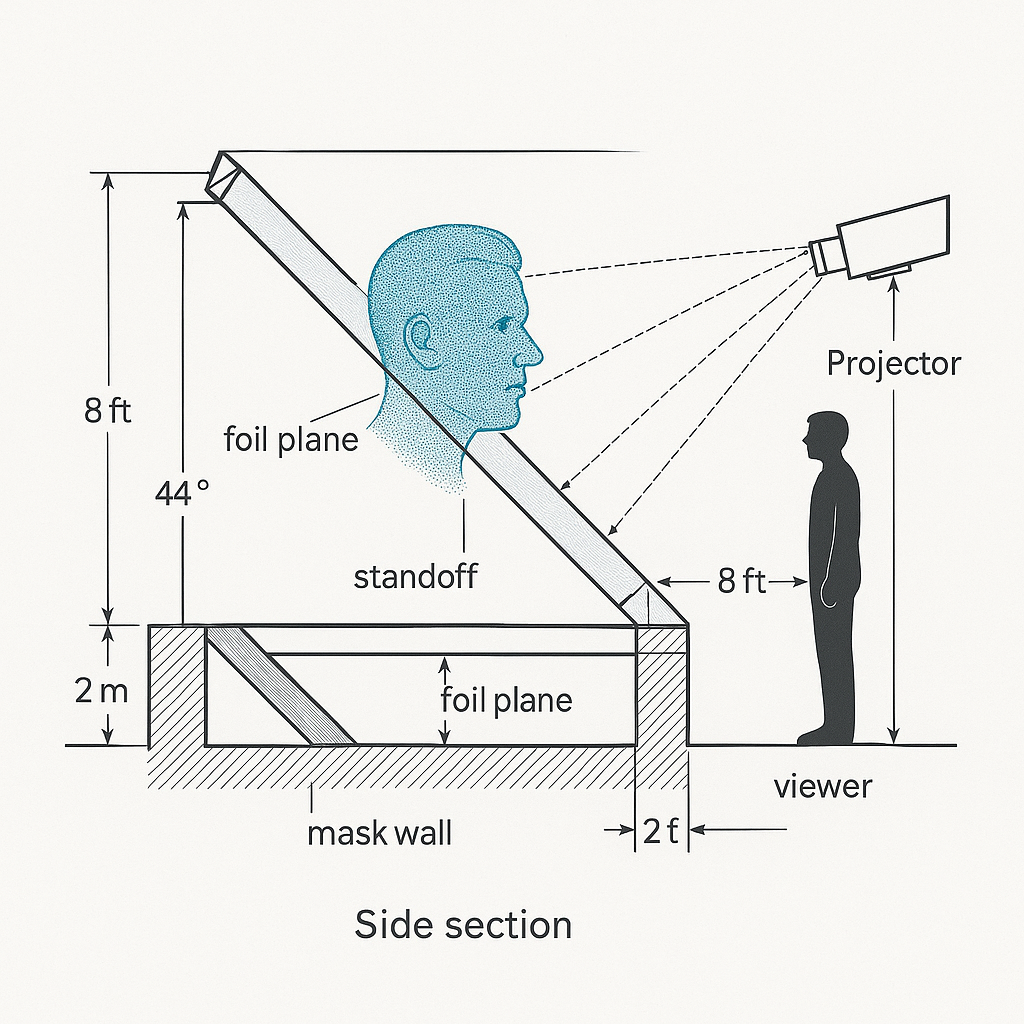 Projector
8 ft
foil plane
44°
standoff
8 ft
2 m
foil plane
viewer
mask wall
2 f
Side section